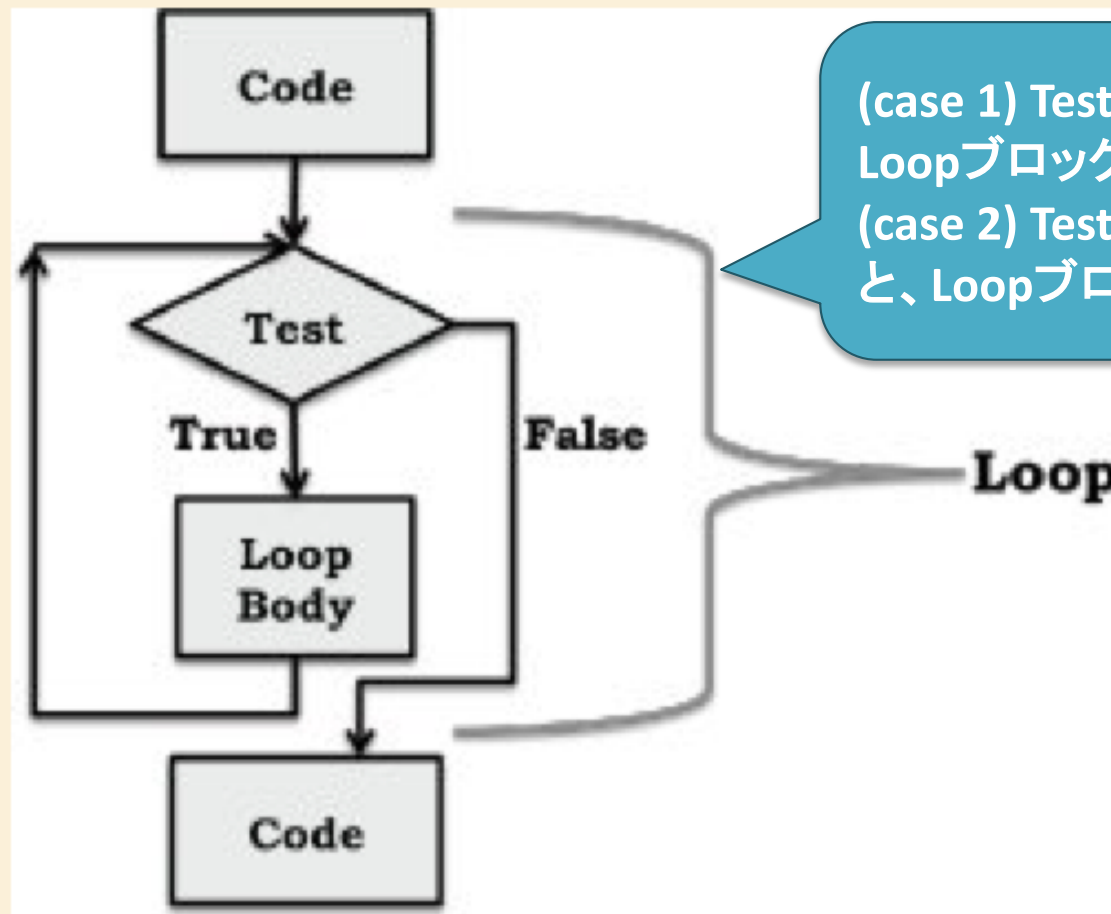 Code
(case 1) Test
Loopブロック
(case 2) Test
と、Loopブロ
Test
True
False
Loop
Loop
Body
Code